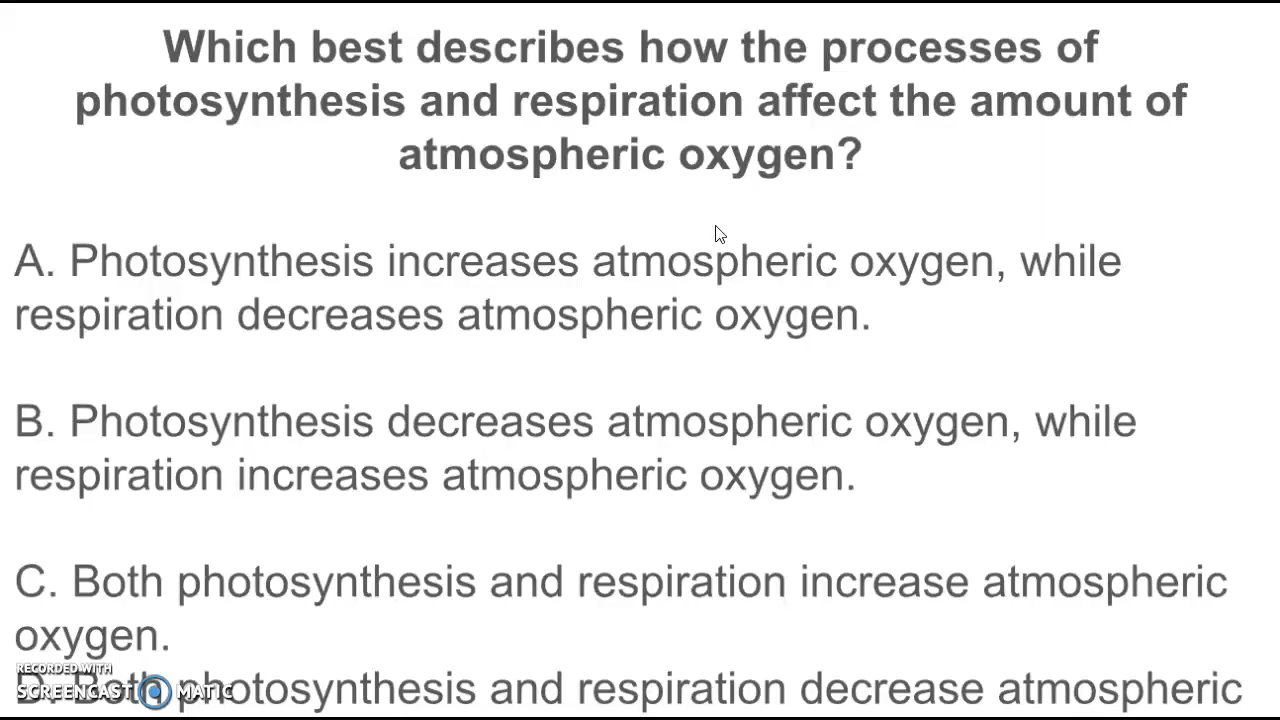 Which best describes how the processes of
photosynthesis and respiration affect the amount of
atmospheric oxygen?
A. Photosynthesis increases atmospheric oxygen, while
respiration decreases atmospheric oxygen.
B. Photosynthesis decreases atmospheric oxygen, while
respiration increases atmospheric oxygen.
C. Both photosynthesis and respiration increase atmospheric
oxygen.
RECORDED WITH
D. Both photosynthesis and respiration decrease atmospheric
SCREENCAST MATIC